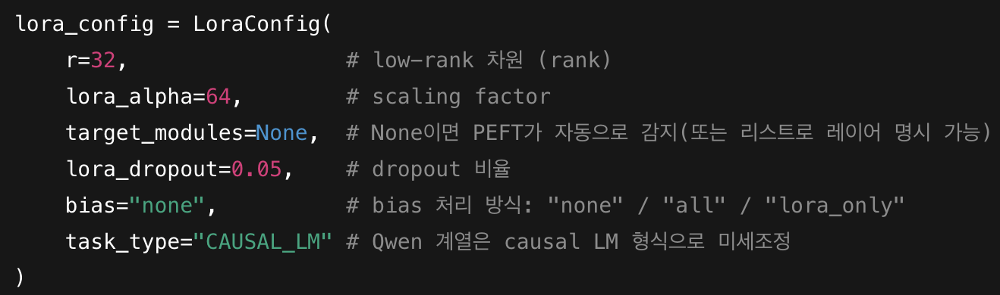 lora_config = LoraConfig(
    r=32,                 # low-rank 차원 (rank)
    lora_alpha=64,        # scaling factor
    target_modules=None,  # None이면 PEFT가 자동으로 감지(또는 리스트로 레이어 명시 가능)
    lora_dropout=0.05,    # dropout 비율
    bias="none",          # bias 처리 방식: "none" / "all" / "lora_only"
    task_type="CAUSAL_LM" # Qwen 계열은 causal LM 형식으로 미세조정
)